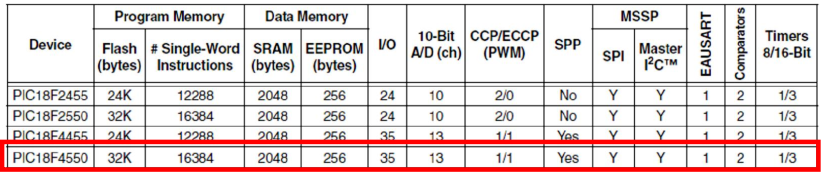 Device Program Memory Data Memory I/O 10-Bit A/D (ch) CCP/ECCP (PWM) SPP MSSP EAUSART Comparators Timers 8/16-Bit
Flash (bytes) # Single-Word Instructions SRAM (bytes) EEPROM (bytes) SPI Master I²C™
PIC18F2455 24K 12288 2048 256 24 10 2/0 No Y Y 1 2 1/3
PIC18F2550 32K 16384 2048 256 24 10 2/0 No Y Y 1 2 1/3
PIC18F4455 24K 12288 2048 256 35 13 1/1 Yes Y Y 1 2 1/3
PIC18F4550 32K 16384 2048 256 35 13 1/1 Yes Y Y 1 2 1/3